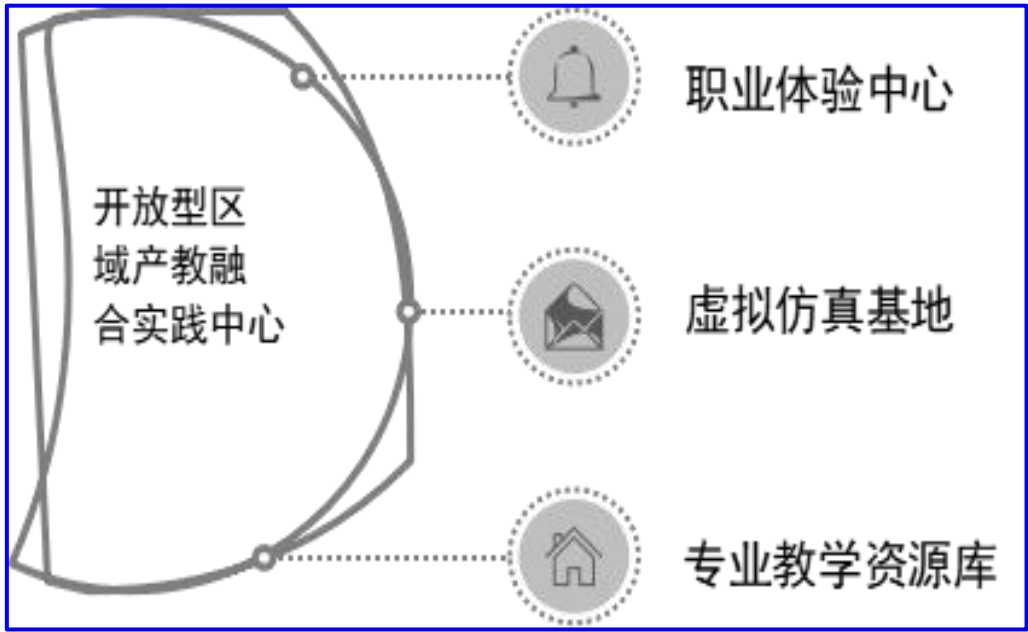 职业体验中心
开放型区
域产教融
合实践中心
虚拟仿真基地
专业教学资源库